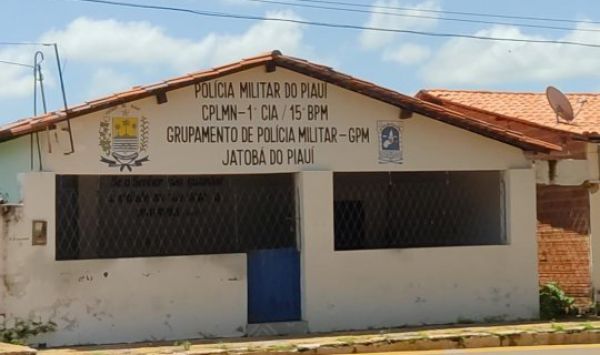 POLÍCIA MILITAR DO PIAUÍ
CPLMN-1ª CIA / 15º BPM
GRUPAMENTO DE POLÍCIA MILITAR-GPM
JATOBÁ DO PIAUÍ